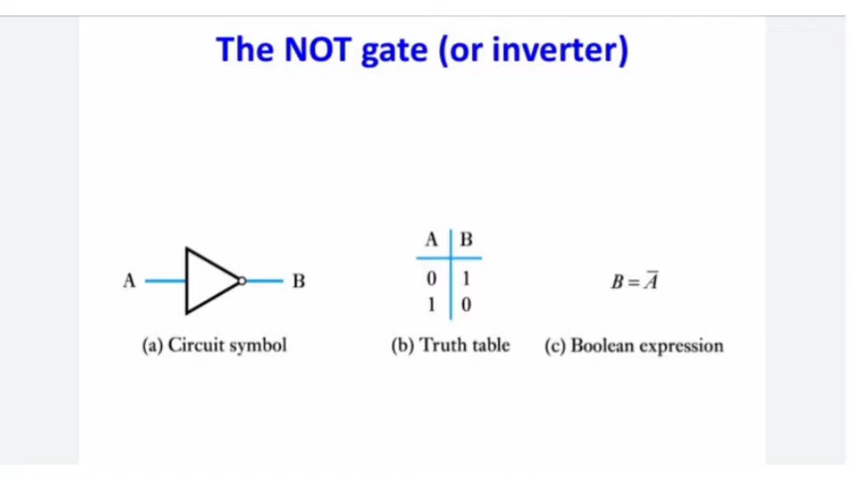 The NOT gate (or inverter)
A B
A B
0 1
1 0
B = A̅
(a) Circuit symbol
(b) Truth table
(c) Boolean expression